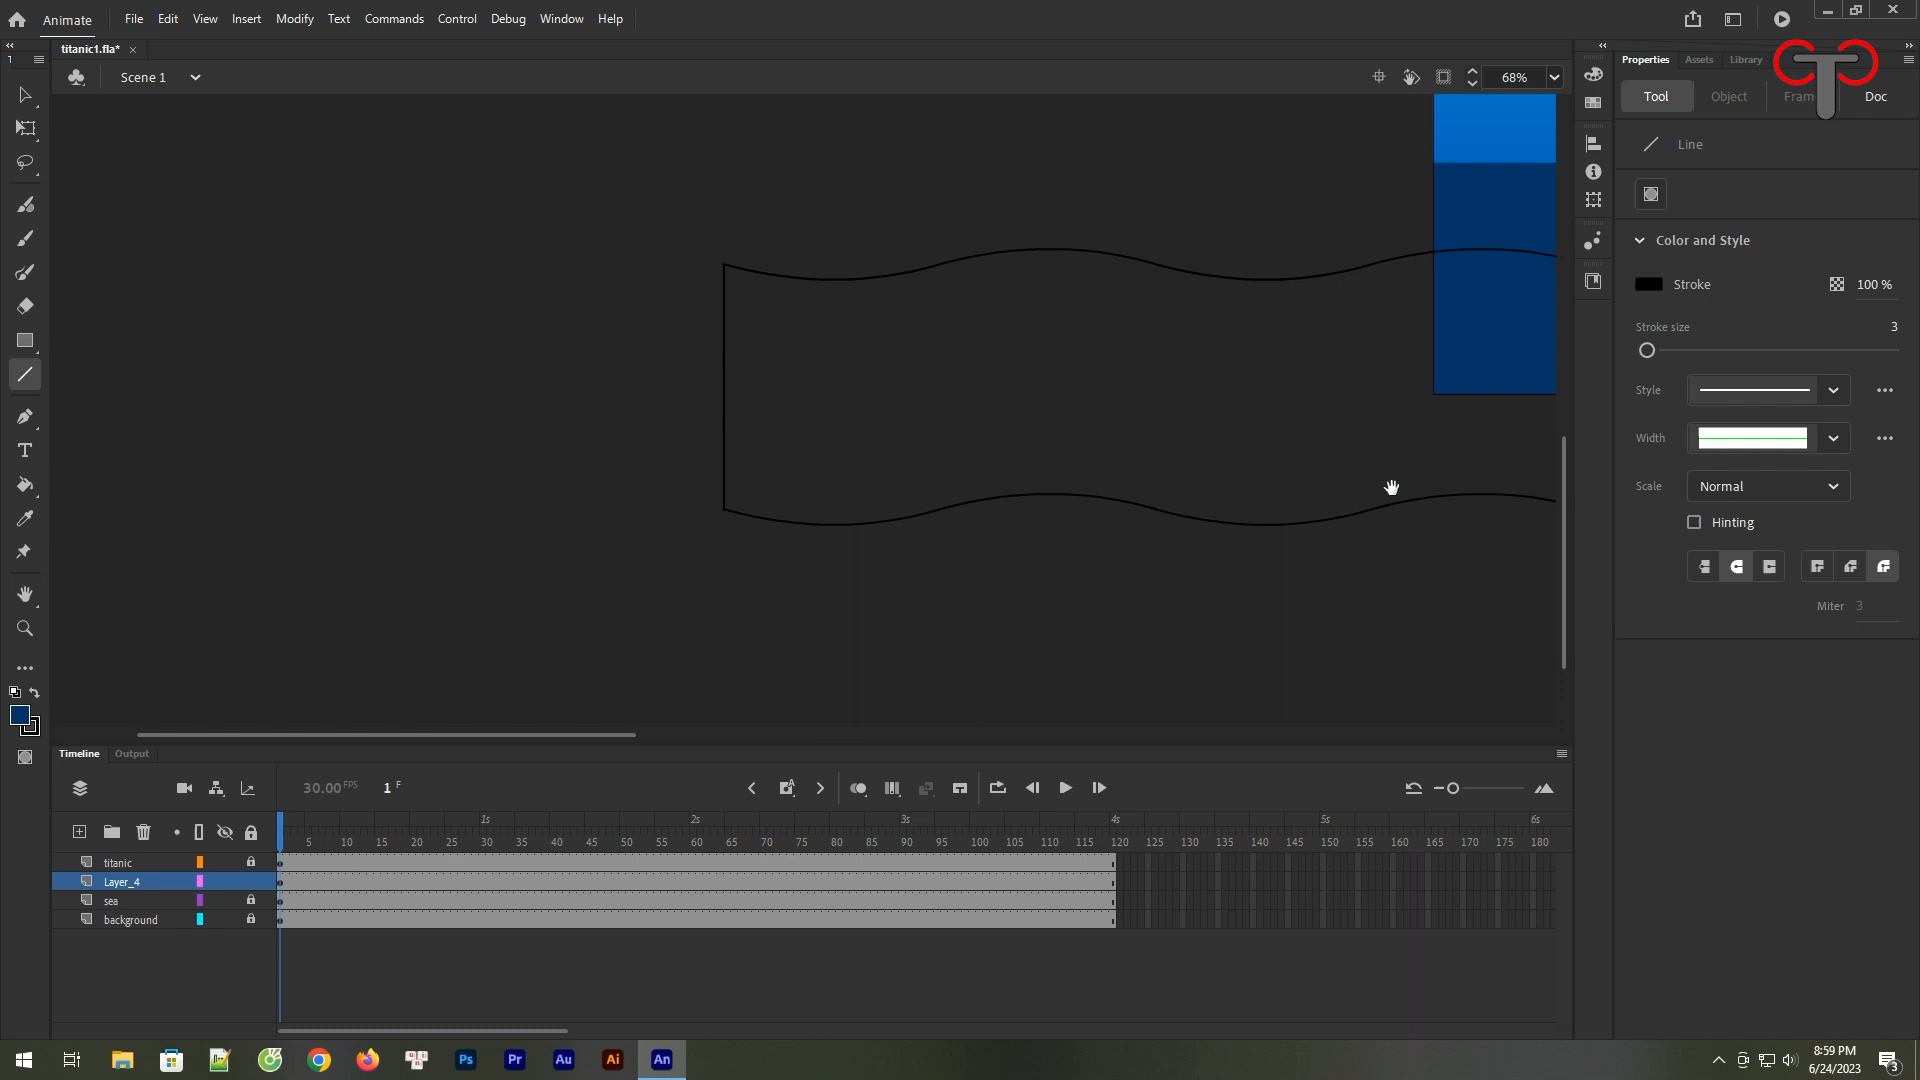 Animate File Edit View Insert Modify Text Commands Control Debug Window Help
titanic1.fla*
Scene 1
68%
Properties Assets Library
Tool Object Fram Doc
Line
Color and Style
Stroke 100 %
Stroke size 3
Style
Width
Scale Normal
Hinting
Miter 3
Timeline Output
30.00 FPS 1 F
1s 2s 3s 4s 5s 6s
5 10 15 20 25 30 35 40 45 50 55 60 65 70 75 80 85 90 95 100 105 110 115 120 125 130 135 140 145 150 155 160 165 170 175 180
titanic
Layer_4
sea
background
Ps Pr Au Ai An
8:59 PM
6/24/2023
3